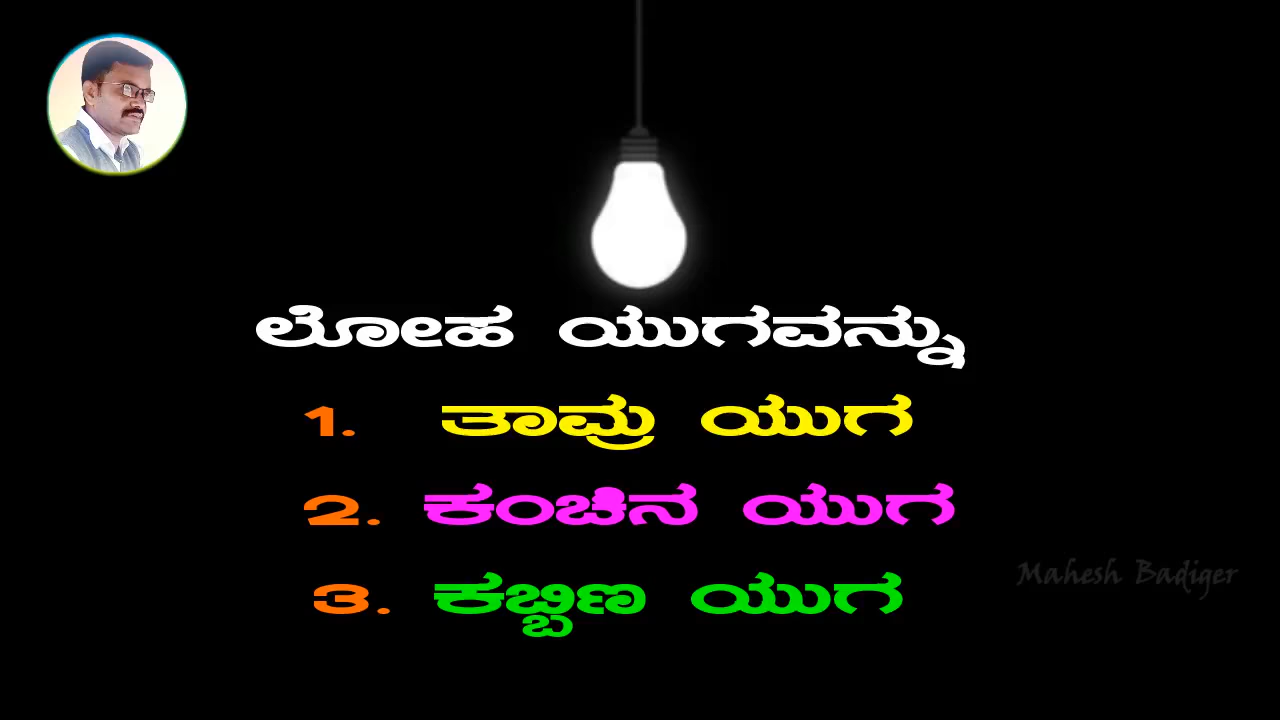 ಲೋಹ ಯುಗವನ್ನು
1. ತಾಮ್ರ ಯುಗ
2. ಕಂಚಿನ ಯುಗ
3. ಕಬ್ಬಿಣ ಯುಗ
Mahesh Badiger